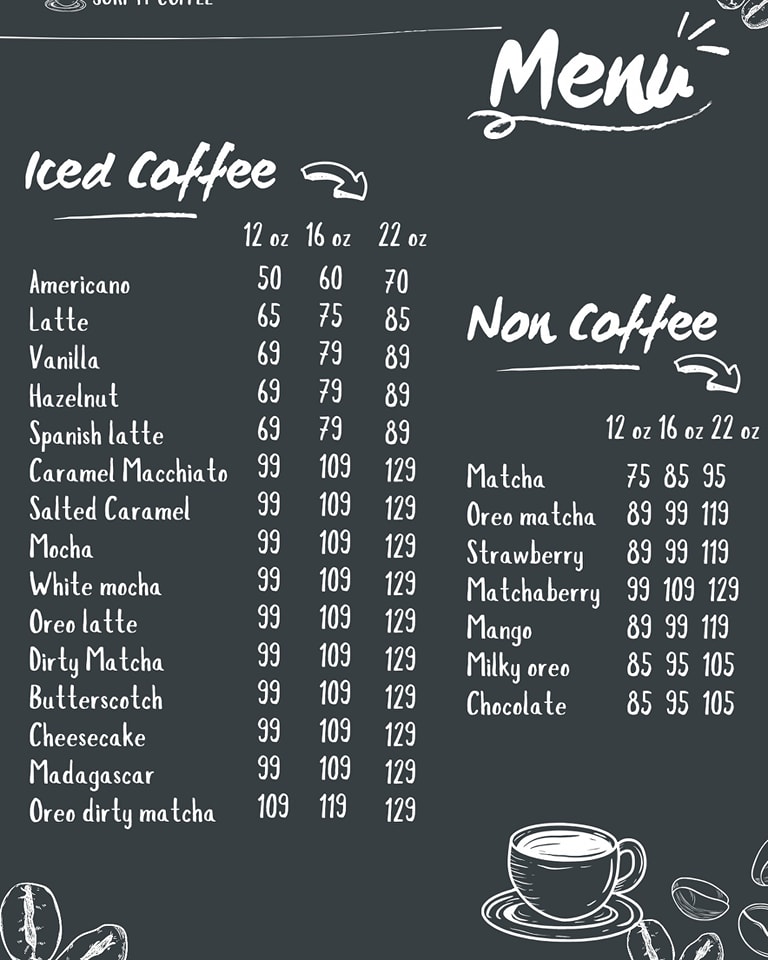 COFFEE
Menu
Iced Coffee
12 oz 16 oz 22 oz
Americano 50 60 70
Latte 65 75 85
Vanilla 69 79 89
Hazelnut 69 79 89
Spanish latte 69 79 89
Caramel Macchiato 99 109 129
Salted Caramel 99 109 129
Mocha 99 109 129
White mocha 99 109 129
Oreo latte 99 109 129
Dirty Matcha 99 109 129
Butterscotch 99 109 129
Cheesecake 99 109 129
Madagascar 99 109 129
Oreo dirty matcha 109 119 129
Non Coffee
12 oz 16 oz 22 oz
Matcha 75 85 95
Oreo matcha 89 99 119
Strawberry 89 99 119
Matchaberry 99 109 129
Mango 89 99 119
Milky oreo 85 95 105
Chocolate 85 95 105